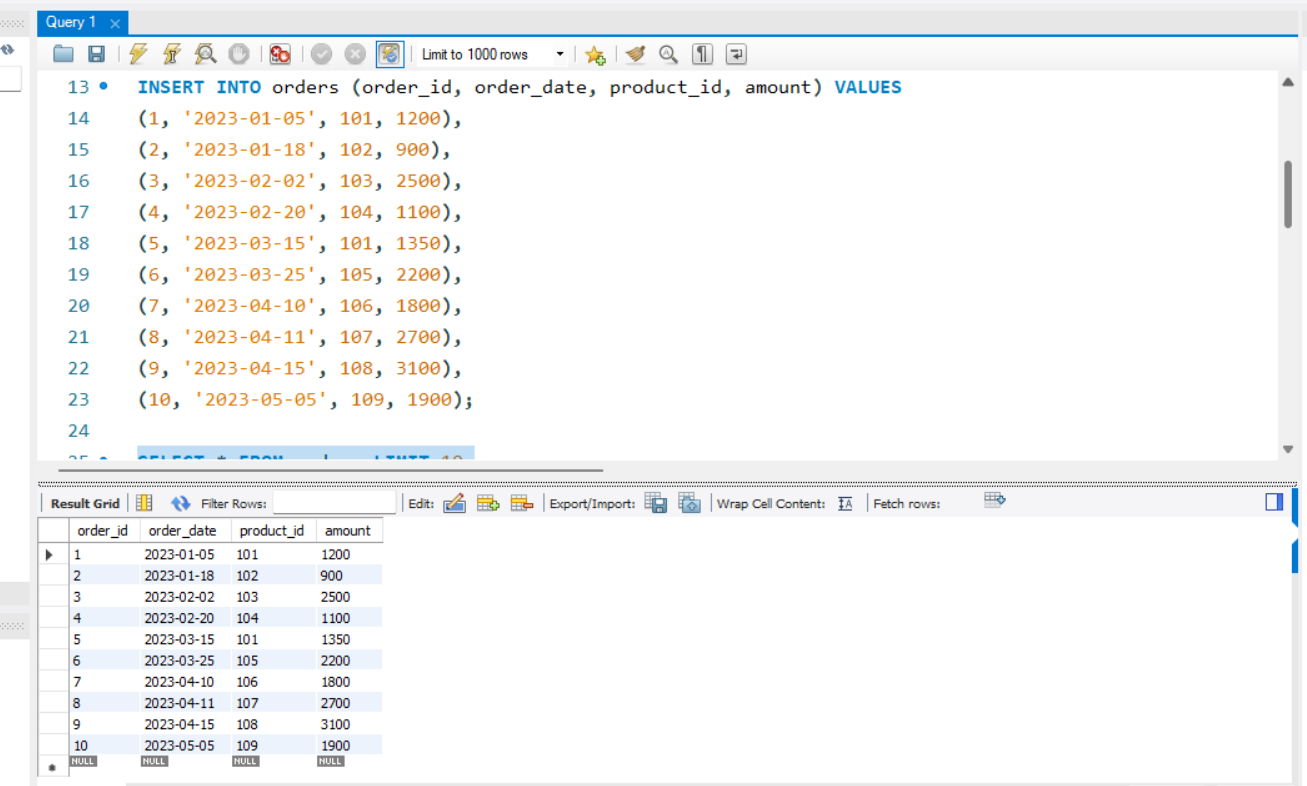 Query 1
Limit to 1000 rows
13 INSERT INTO orders (order_id, order_date, product_id, amount) VALUES
14 (1, '2023-01-05', 101, 1200),
15 (2, '2023-01-18', 102, 900),
16 (3, '2023-02-02', 103, 2500),
17 (4, '2023-02-20', 104, 1100),
18 (5, '2023-03-15', 101, 1350),
19 (6, '2023-03-25', 105, 2200),
20 (7, '2023-04-10', 106, 1800),
21 (8, '2023-04-11', 107, 2700),
22 (9, '2023-04-15', 108, 3100),
23 (10, '2023-05-05', 109, 1900);
24
25 SELECT * FROM LIMIT 10
Result Grid Filter Rows: Edit: Export/Import: Wrap Cell Content: Fetch rows:
order_id order_date product_id amount
1 2023-01-05 101 1200
2 2023-01-18 102 900
3 2023-02-02 103 2500
4 2023-02-20 104 1100
5 2023-03-15 101 1350
6 2023-03-25 105 2200
7 2023-04-10 106 1800
8 2023-04-11 107 2700
9 2023-04-15 108 3100
10 2023-05-05 109 1900
NULL NULL NULL NULL